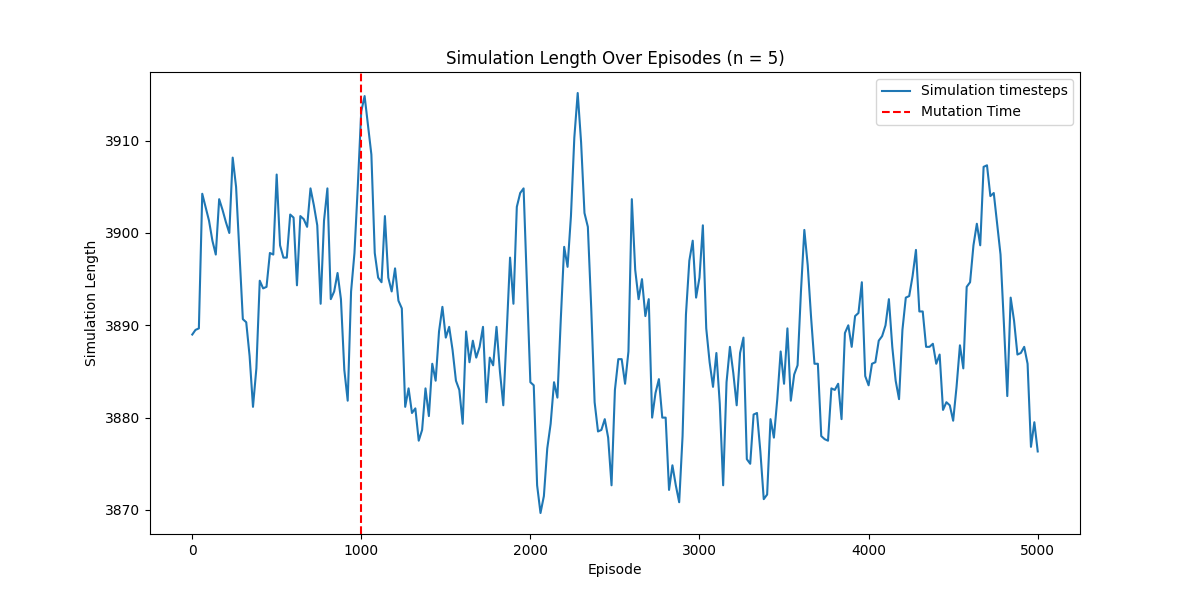 Simulation Length Over Episodes (n = 5)
Simulation timesteps
Mutation Time
Simulation Length
3910
3900
3890
3880
3870
0 1000 2000 3000 4000 5000
Episode